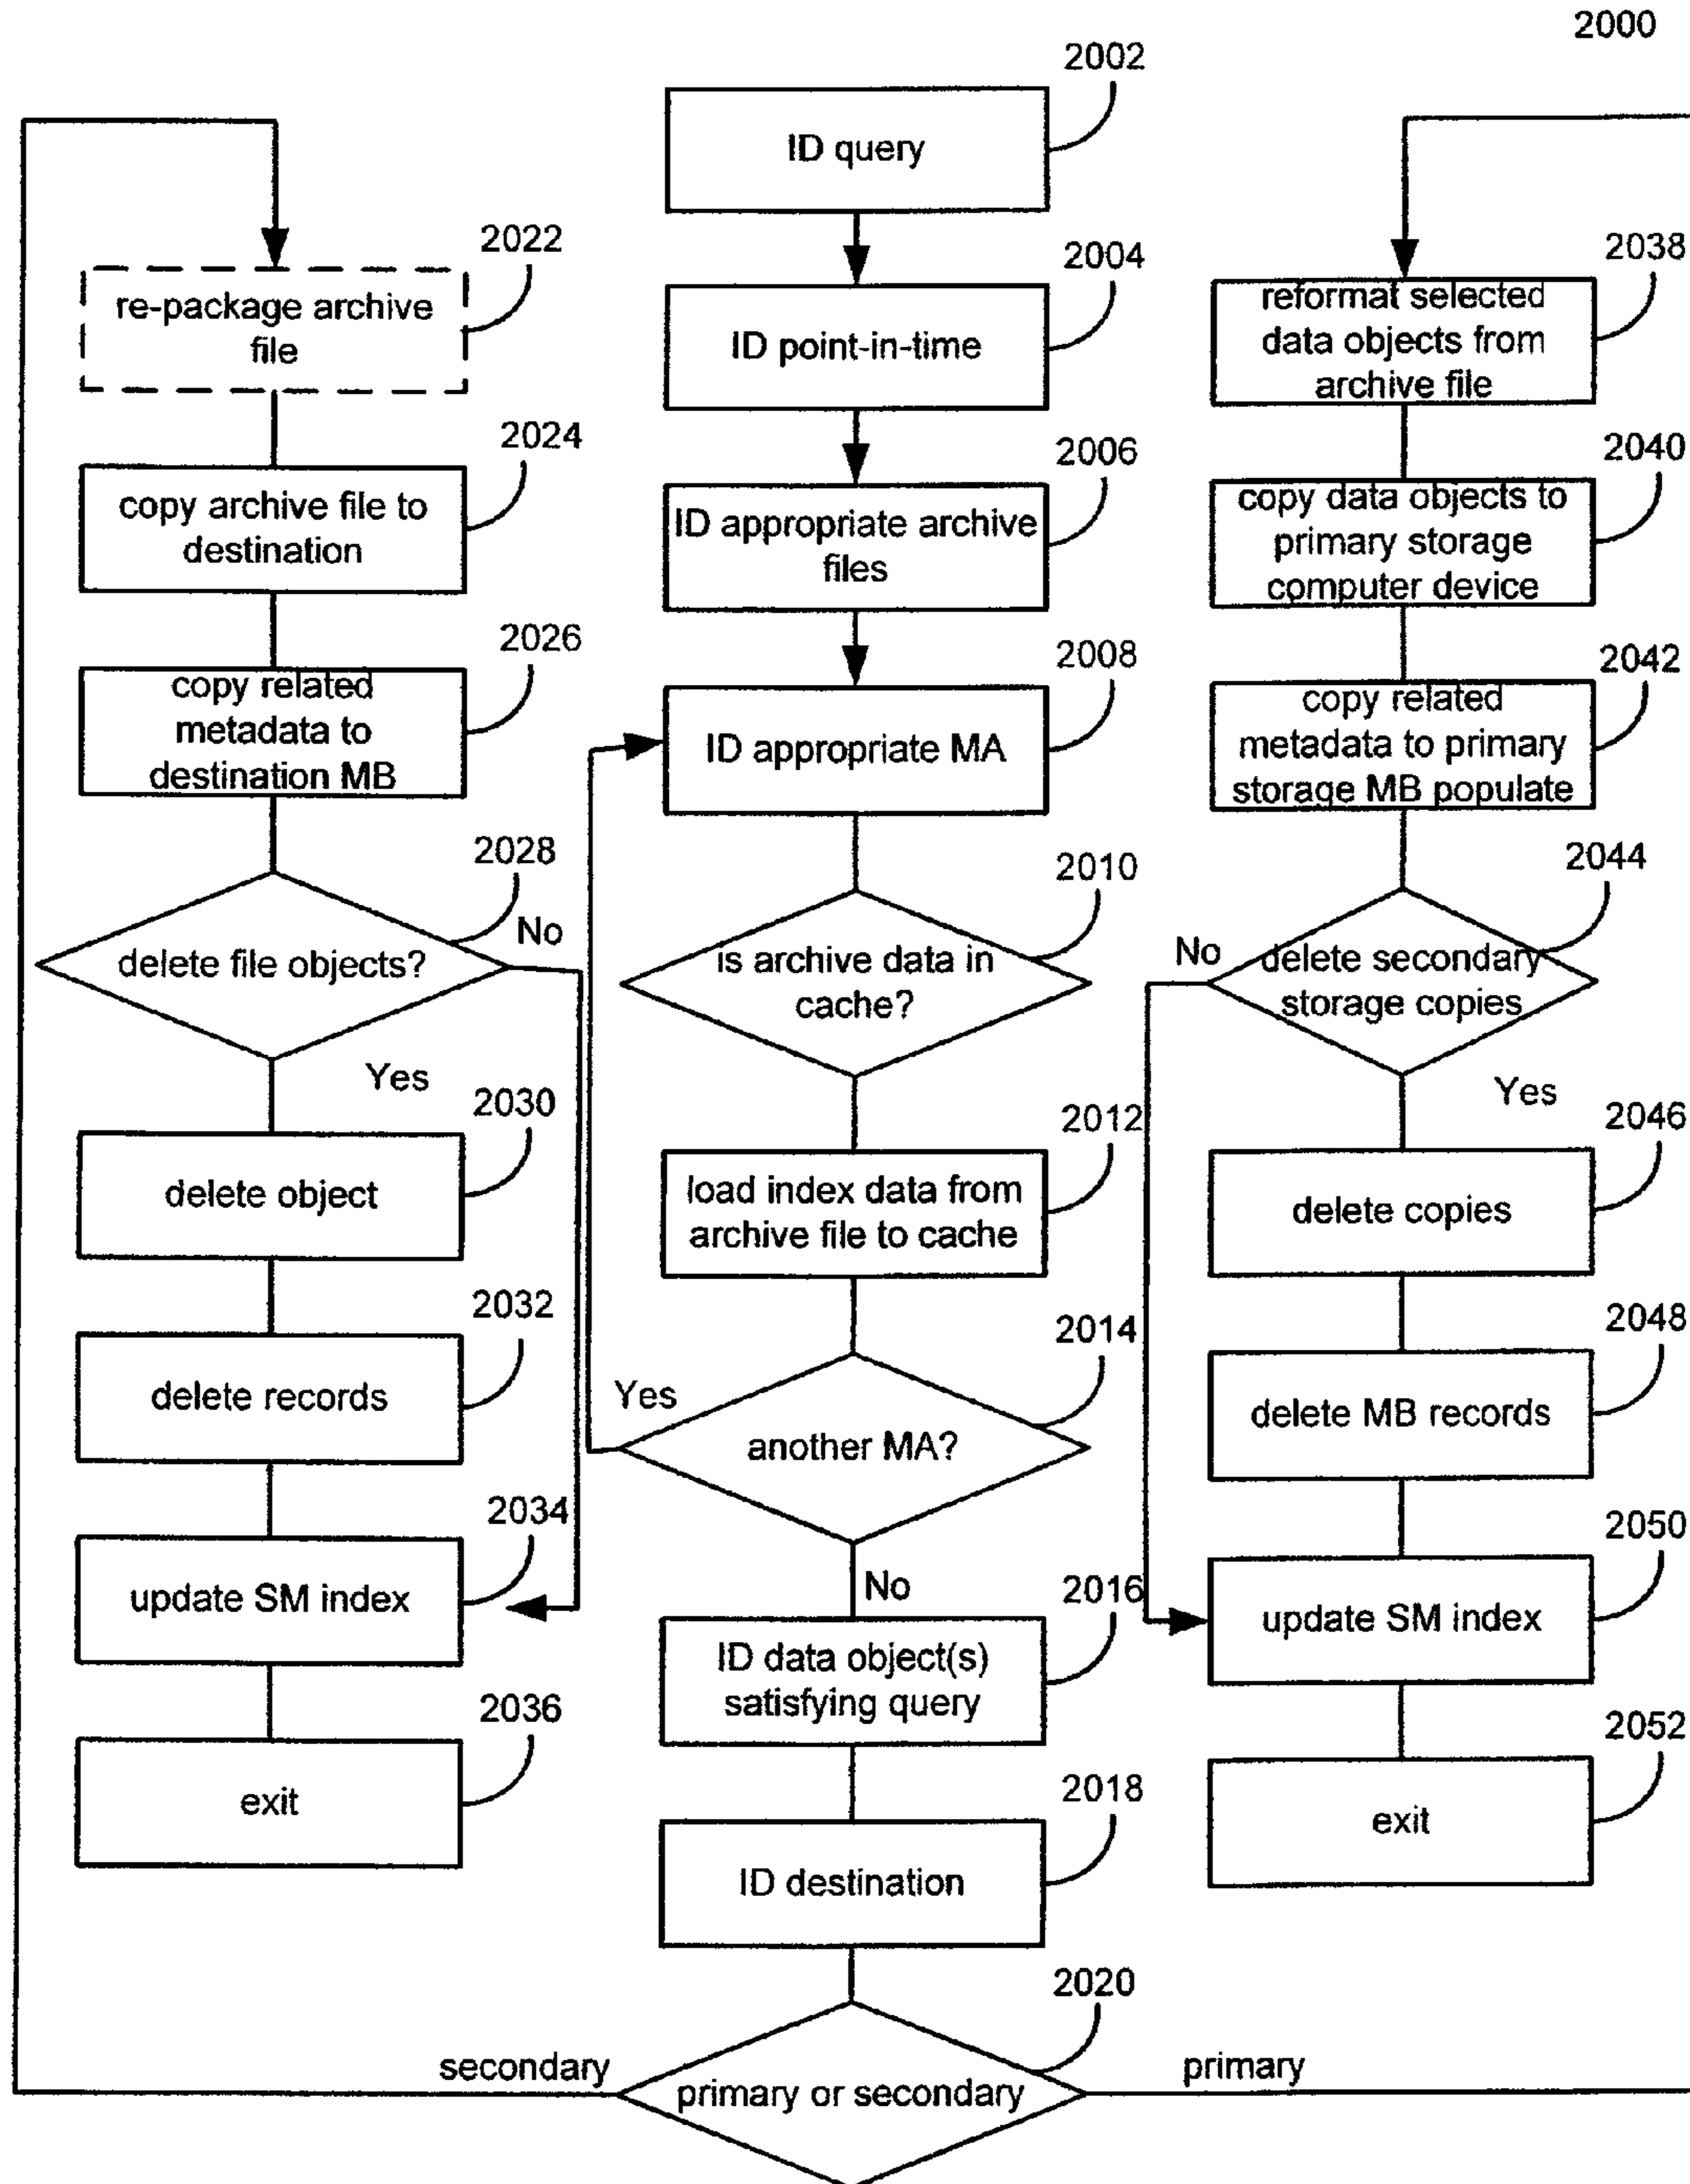 2000
2002
ID query
2004
ID point-in-time
2006
ID appropriate archive
files
2008
ID appropriate MA
2010
is archive data in
cache?
2012
load index data from
archive file to cache
2014
another MA?
Yes
No
2016
ID data object(s)
satisfying query
2018
ID destination
2020
primary or secondary
secondary
primary
2022
re-package archive
file
2024
copy archive file to
destination
2026
copy related
metadata to
destination MB
2028
delete file objects?
No
Yes
2030
delete object
2032
delete records
2034
update SM index
2036
exit
2038
reformat selected
data objects from
archive file
2040
copy data objects to
primary storage
computer device
2042
copy related
metadata to primary
storage MB populate
2044
delete secondary
storage copies
No
Yes
2046
delete copies
2048
delete MB records
2050
update SM index
2052
exit